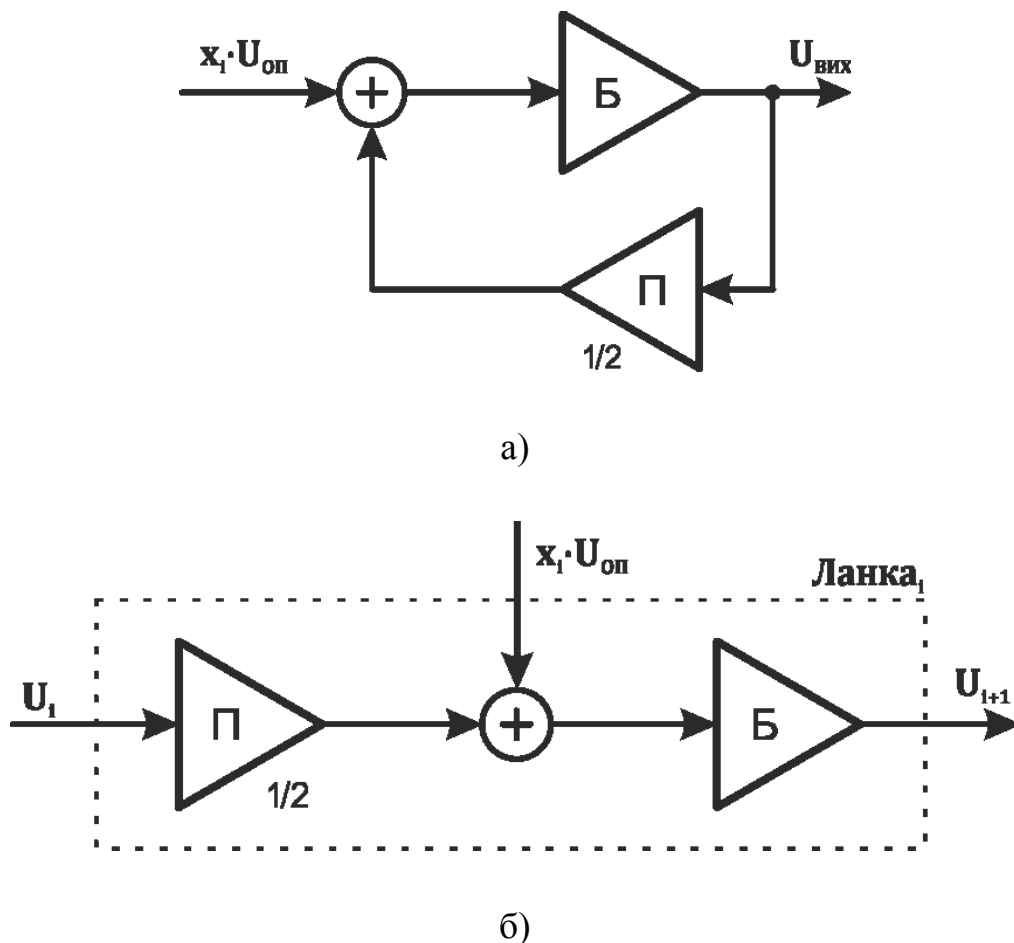 xᵢ·Uоп
Б
Uвих
П
1/2
а)
xᵢ·Uоп
Ланкаᵢ
Uᵢ
П
1/2
Б
Uᵢ₊₁
б)